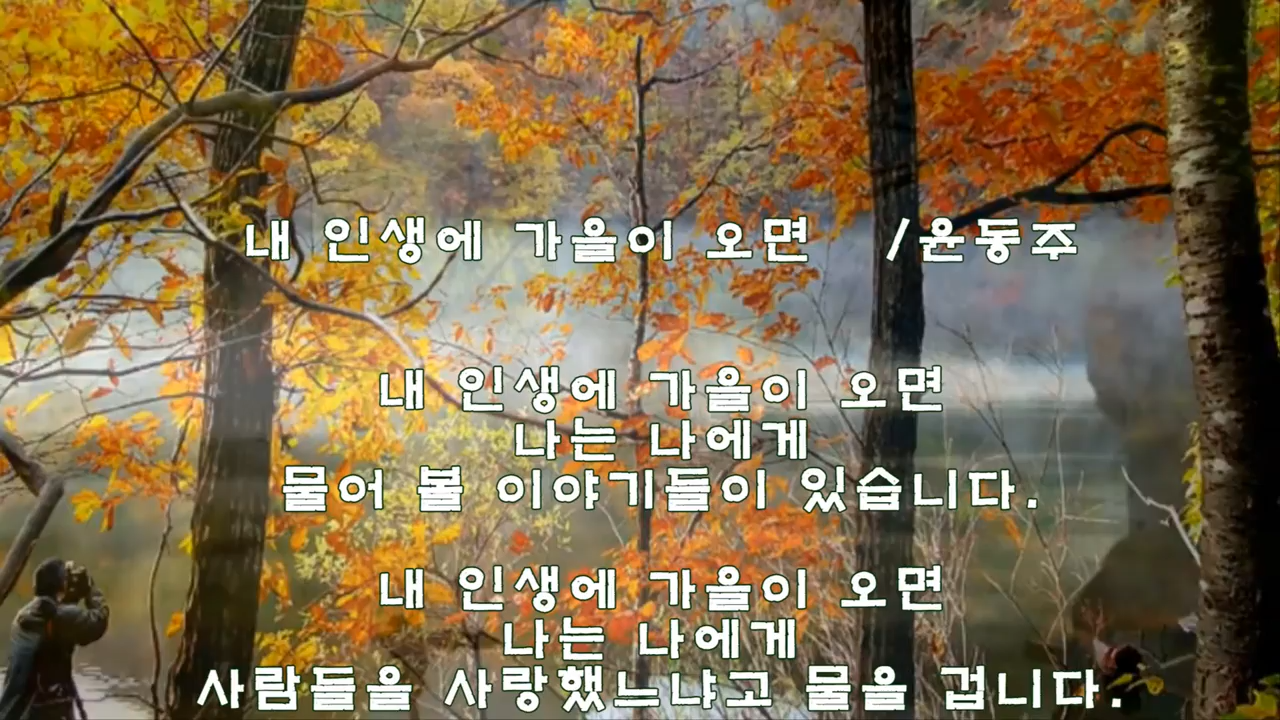 내 인생에 가을이 오면 /윤동주
내 인생에 가을이 오면
나는 나에게
물어 볼 이야기들이 있습니다.
내 인생에 가을이 오면
나는 나에게
사람들을 사랑했느냐고 물을 겁니다.